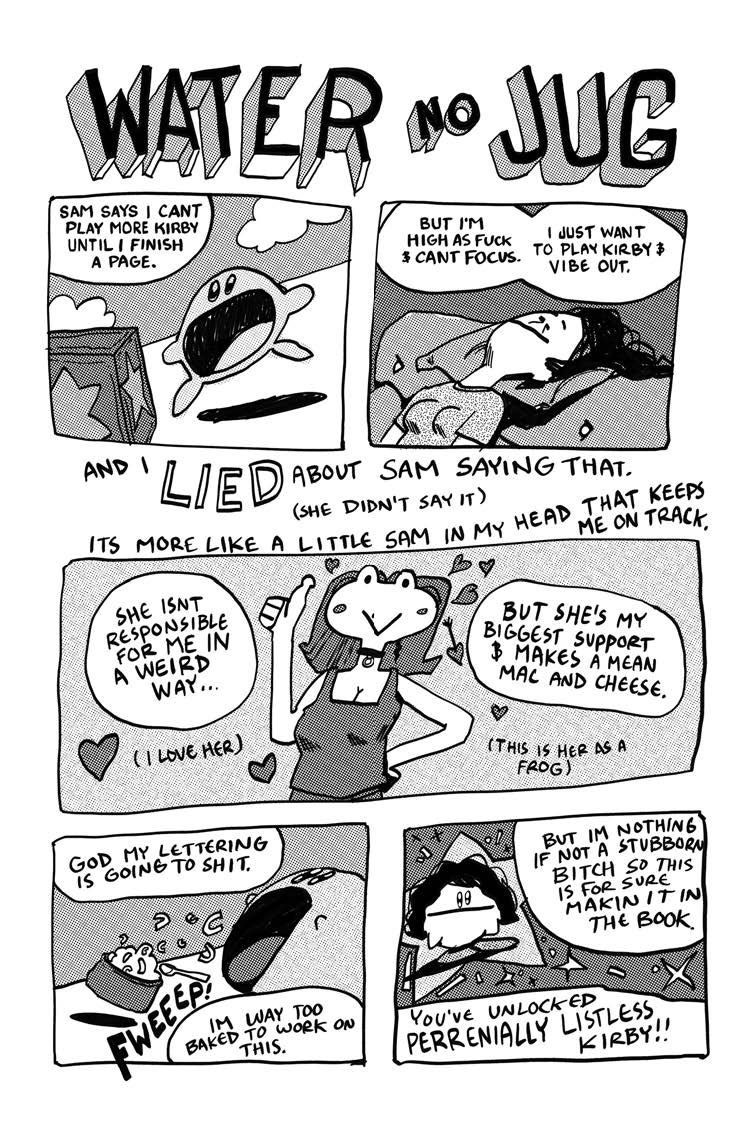 WATER NO JUG
SAM SAYS I CANT
PLAY MORE KIRBY
UNTIL I FINISH
A PAGE.
BUT I'M
HIGH AS FUCK
& CANT FOCUS.
I JUST WANT
TO PLAY KIRBY &
VIBE OUT.
AND I LIED ABOUT SAM SAYING THAT.
(SHE DIDN'T SAY IT)
ITS MORE LIKE A LITTLE SAM IN MY HEAD THAT KEEPS
ME ON TRACK.
SHE ISNT
RESPONSIBLE
FOR ME IN
A WEIRD
WAY...
(I LOVE HER)
BUT SHE'S MY
BIGGEST SUPPORT
& MAKES A MEAN
MAC AND CHEESE.
(THIS IS HER AS A
FROG)
GOD MY LETTERING
IS GOING TO SHIT.
FWEEEP!
IM WAY TOO
BAKED TO WORK ON
THIS.
BUT IM NOTHING
IF NOT A STUBBORN
BITCH SO THIS
IS FOR SURE
MAKIN IT IN
THE BOOK.
YOU'VE UNLOCKED
PERRENIALLY LISTLESS
KIRBY!!